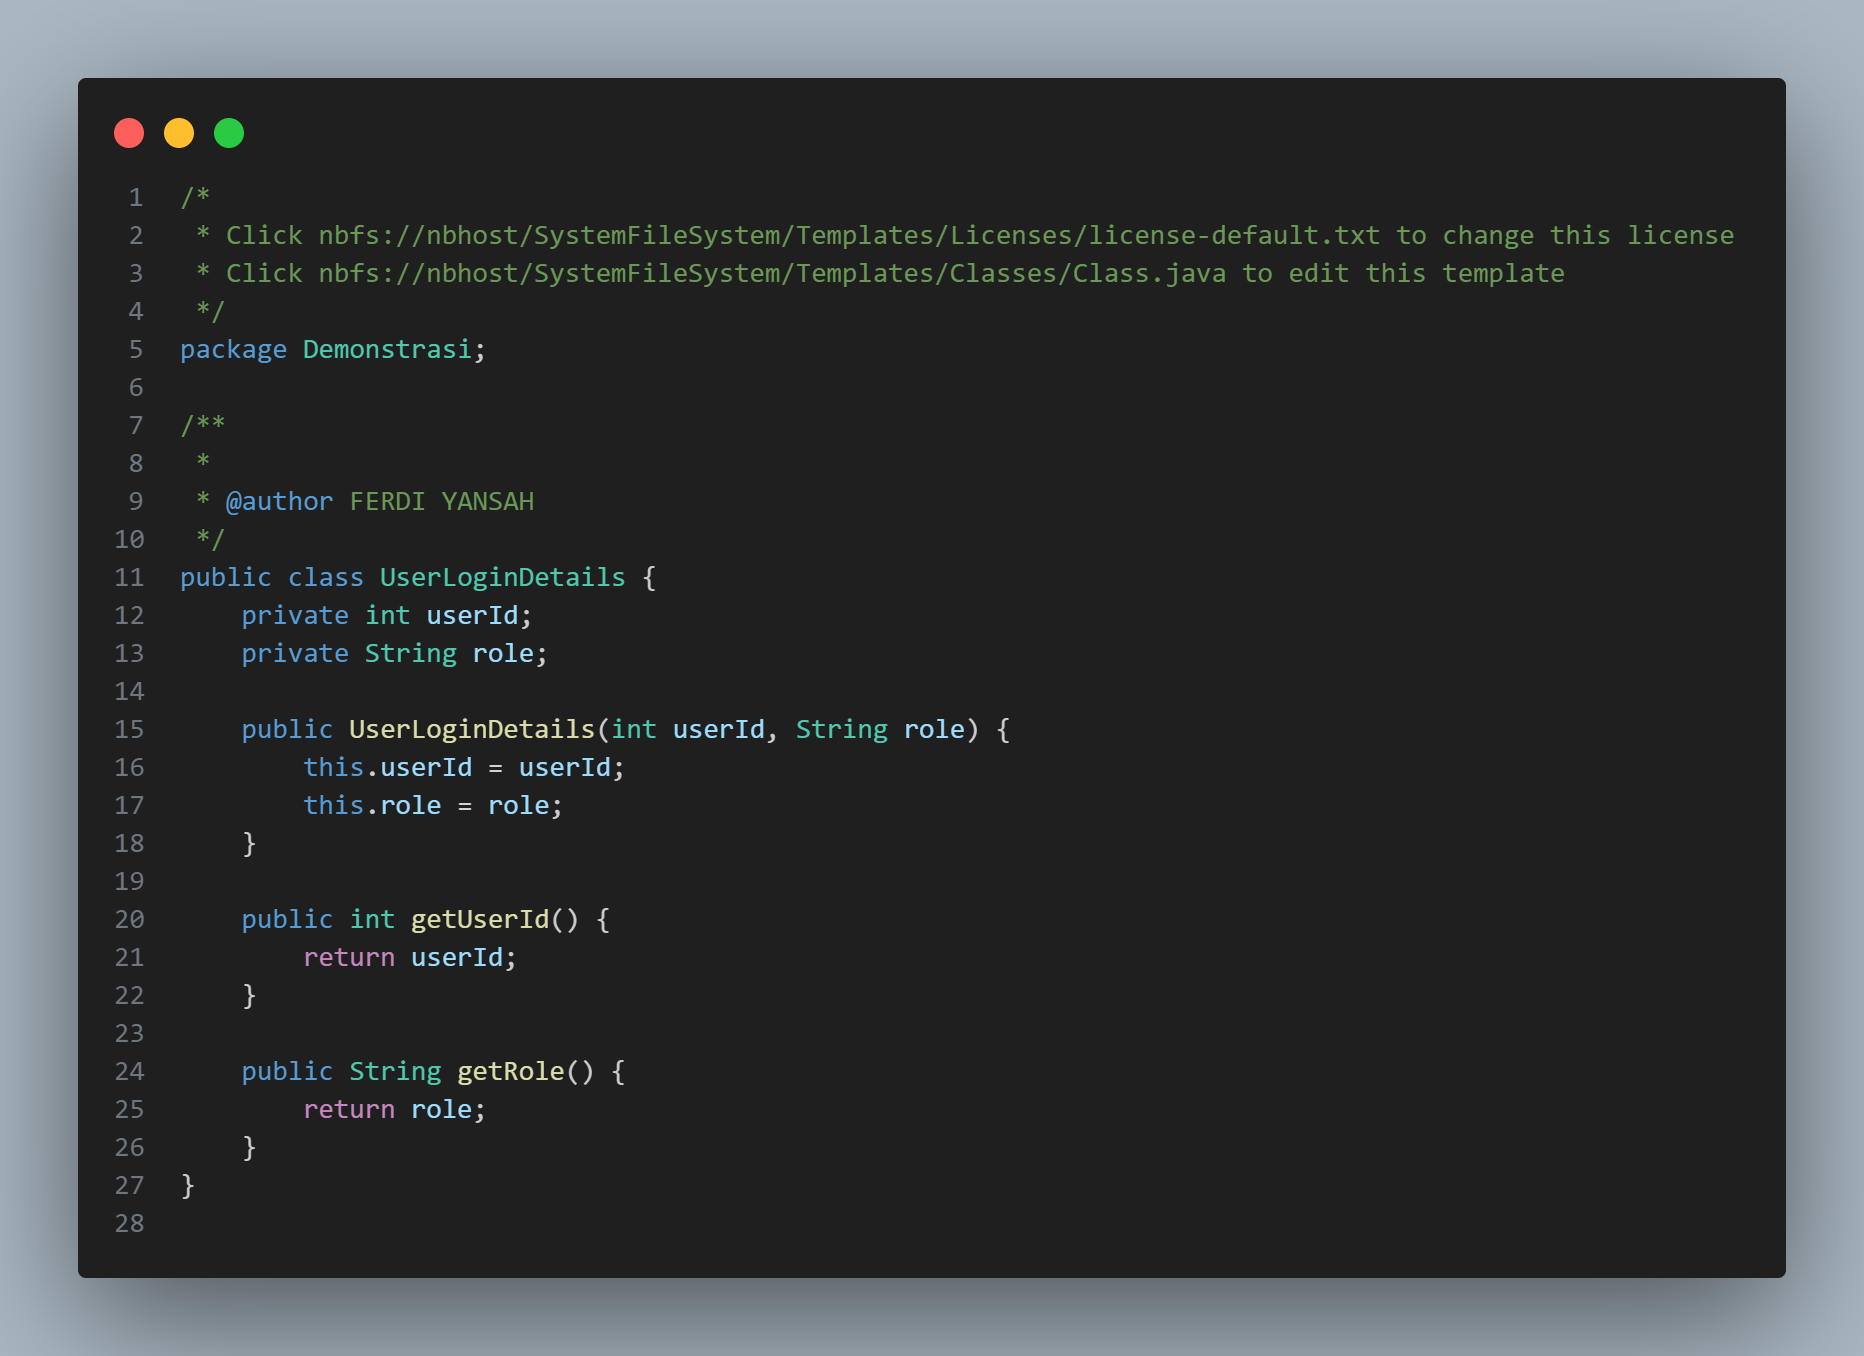 1 /*
2  * Click nbfs://nbhost/SystemFileSystem/Templates/Licenses/license-default.txt to change this license
3  * Click nbfs://nbhost/SystemFileSystem/Templates/Classes/Class.java to edit this template
4  */
5 package Demonstrasi;
6
7 /**
8  *
9  * @author FERDI YANSAH
10  */
11 public class UserLoginDetails {
12     private int userId;
13     private String role;
14
15     public UserLoginDetails(int userId, String role) {
16         this.userId = userId;
17         this.role = role;
18     }
19
20     public int getUserId() {
21         return userId;
22     }
23
24     public String getRole() {
25         return role;
26     }
27 }
28